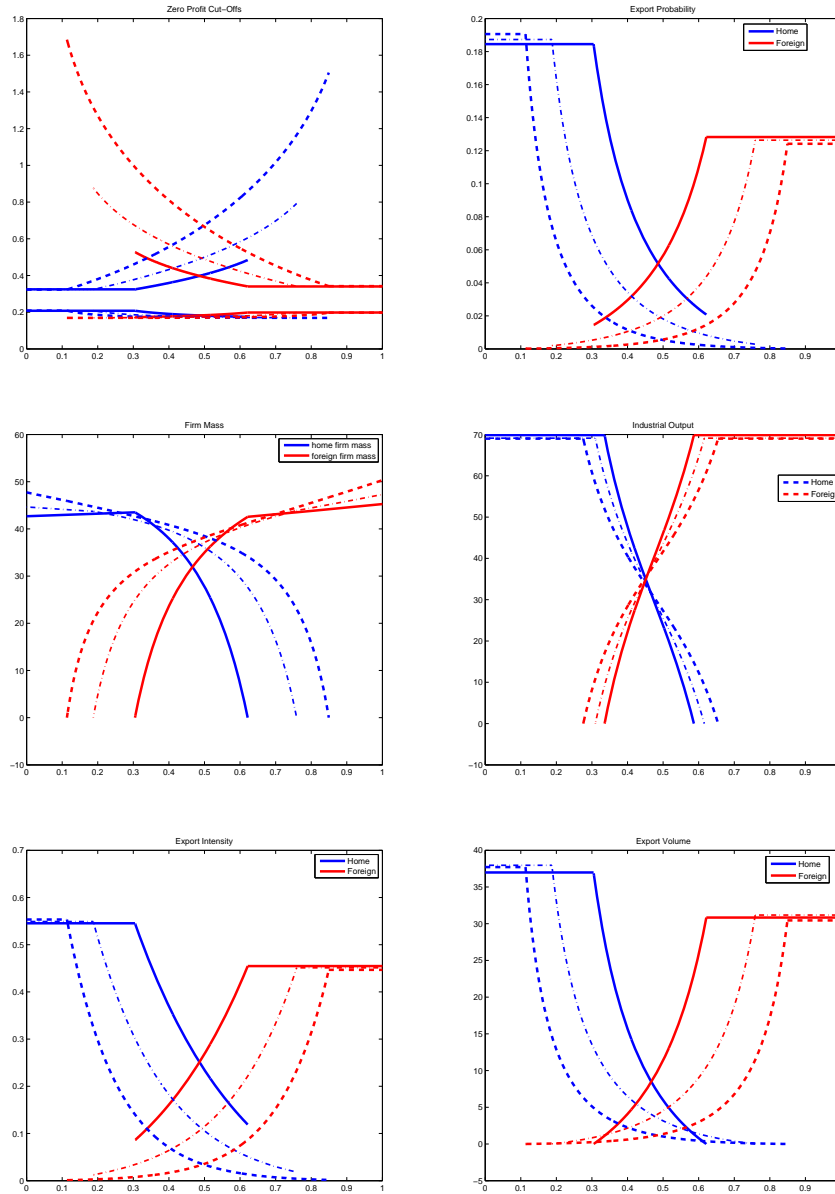 Zero Profit Cut−Offs
1.8
1.6
1.4
1.2
1
0.8
0.6
0.4
0.2
0
0 0.1 0.2 0.3 0.4 0.5 0.6 0.7 0.8 0.9 1
Export Probability
0.2
0.18
0.16
0.14
0.12
0.1
0.08
0.06
0.04
0.02
0
0 0.1 0.2 0.3 0.4 0.5 0.6 0.7 0.8 0.9
Home
Foreign
Firm Mass
60
50
40
30
20
10
0
−10
0 0.1 0.2 0.3 0.4 0.5 0.6 0.7 0.8 0.9 1
home firm mass
foreign firm mass
Industrial Output
70
60
50
40
30
20
10
0
−10
0 0.1 0.2 0.3 0.4 0.5 0.6 0.7 0.8 0.9
Home
Foreign
Export Intensity
0.7
0.6
0.5
0.4
0.3
0.2
0.1
0
0 0.1 0.2 0.3 0.4 0.5 0.6 0.7 0.8 0.9 1
Home
Foreign
Export Volume
40
35
30
25
20
15
10
5
0
−5
0 0.1 0.2 0.3 0.4 0.5 0.6 0.7 0.8 0.9
Home
Foreign